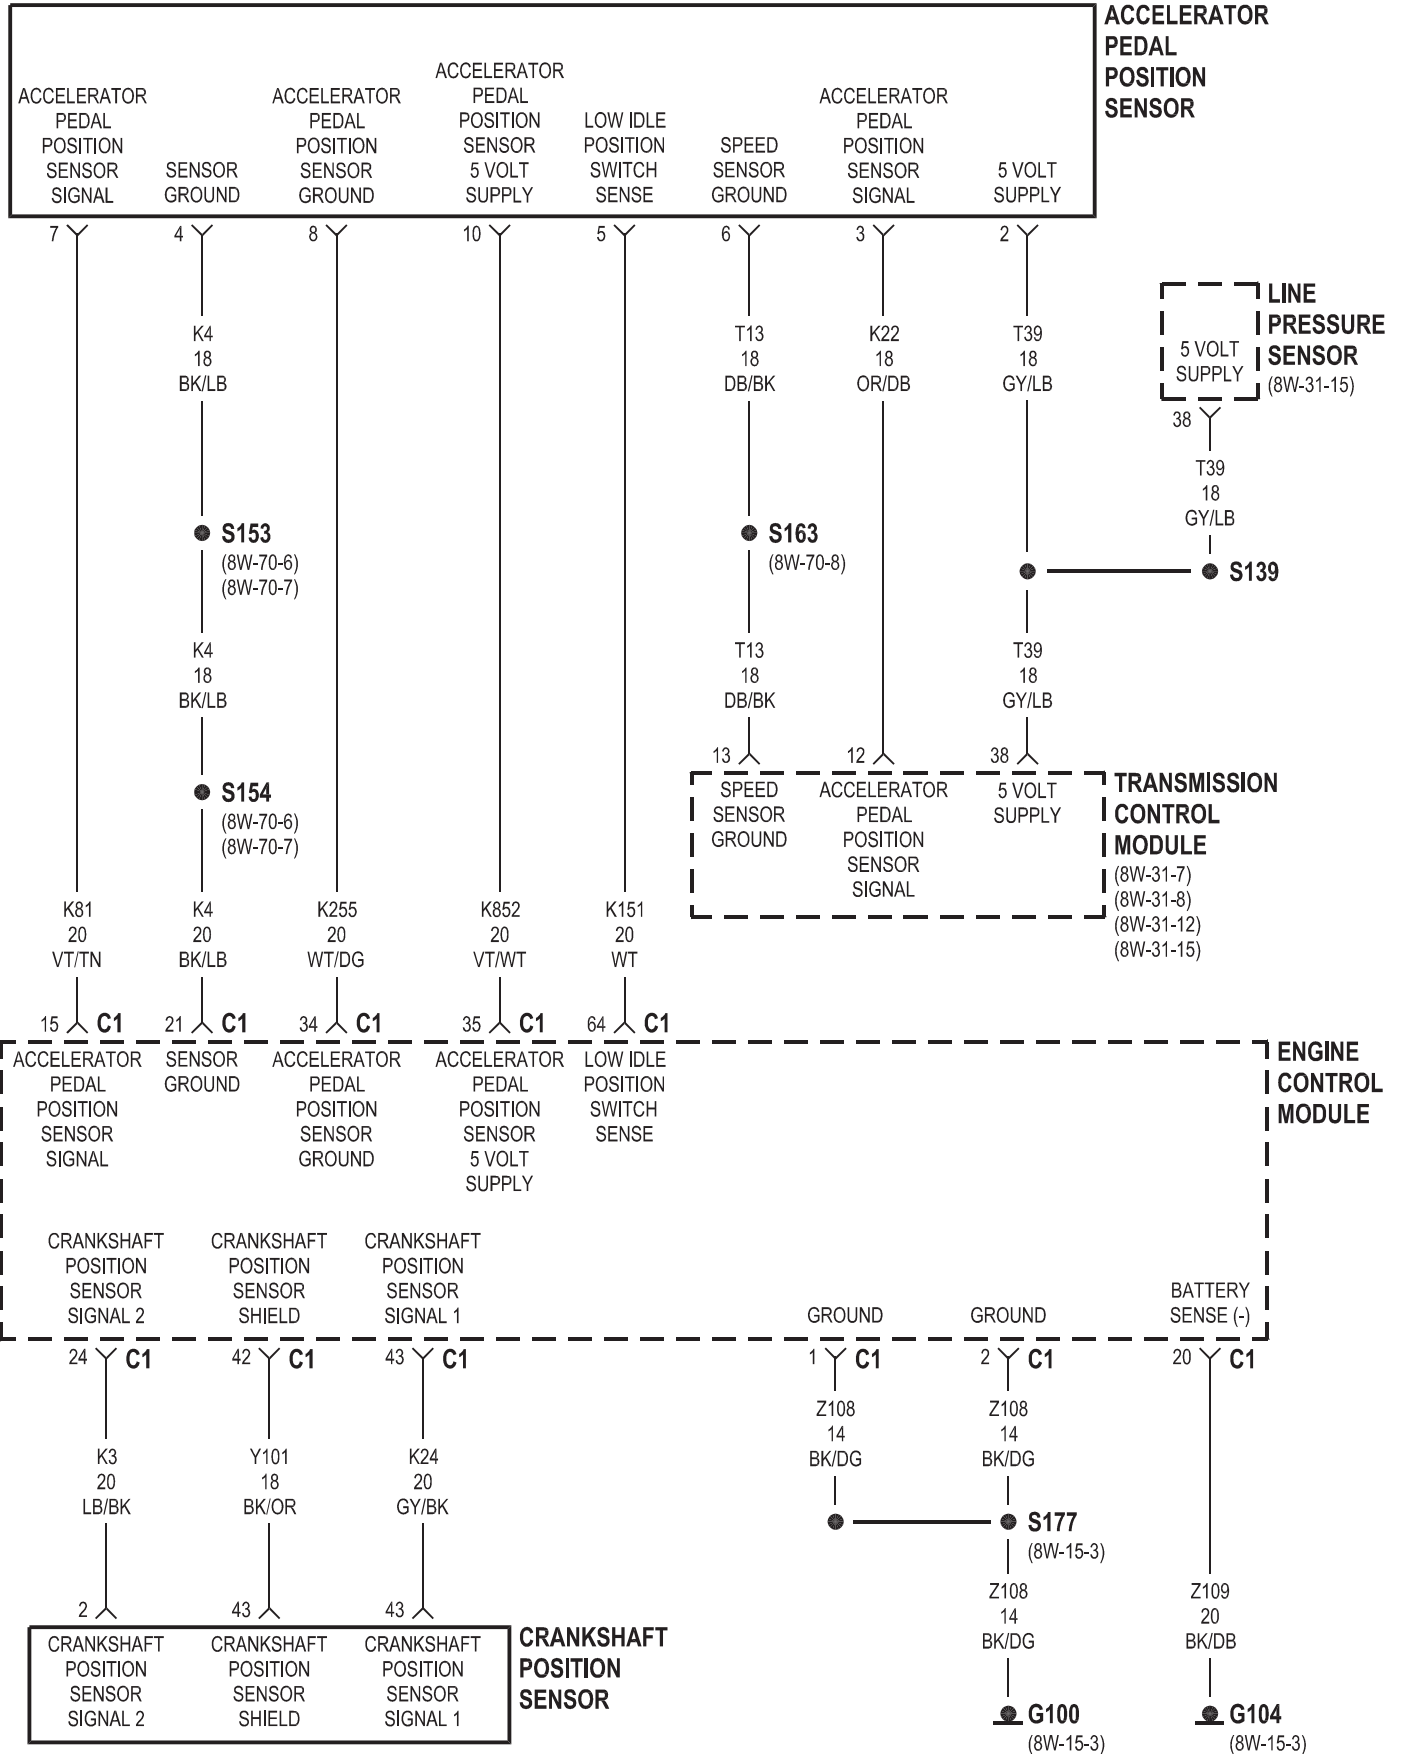 ACCELERATOR
PEDAL
POSITION
SENSOR
ACCELERATOR
PEDAL
POSITION
SENSOR
SIGNAL
SENSOR
GROUND
ACCELERATOR
PEDAL
POSITION
SENSOR
GROUND
ACCELERATOR
PEDAL
POSITION
SENSOR
5 VOLT
SUPPLY
LOW IDLE
POSITION
SWITCH
SENSE
SPEED
SENSOR
GROUND
ACCELERATOR
PEDAL
POSITION
SENSOR
SIGNAL
5 VOLT
SUPPLY
7 4 8 10 5 6 3 2
LINE
PRESSURE
SENSOR
(8W-31-15)
5 VOLT
SUPPLY
38
K4
18
BK/LB
T13
18
DB/BK
K22
18
OR/DB
T39
18
GY/LB
T39
18
GY/LB
S153
(8W-70-6)
(8W-70-7)
S163
(8W-70-8)
S139
K4
18
BK/LB
T13
18
DB/BK
T39
18
GY/LB
13 12 38
S154
(8W-70-6)
(8W-70-7)
SPEED
SENSOR
GROUND
ACCELERATOR
PEDAL
POSITION
SENSOR
SIGNAL
5 VOLT
SUPPLY
TRANSMISSION
CONTROL
MODULE
(8W-31-7)
(8W-31-8)
(8W-31-12)
(8W-31-15)
K81
20
VT/TN
K4
20
BK/LB
K255
20
WT/DG
K852
20
VT/WT
K151
20
WT
15 C1 21 C1 34 C1 35 C1 64 C1
ACCELERATOR
PEDAL
POSITION
SENSOR
SIGNAL
SENSOR
GROUND
ACCELERATOR
PEDAL
POSITION
SENSOR
GROUND
ACCELERATOR
PEDAL
POSITION
SENSOR
5 VOLT
SUPPLY
LOW IDLE
POSITION
SWITCH
SENSE
ENGINE
CONTROL
MODULE
CRANKSHAFT
POSITION
SENSOR
SIGNAL 2
CRANKSHAFT
POSITION
SENSOR
SHIELD
CRANKSHAFT
POSITION
SENSOR
SIGNAL 1
GROUND
GROUND
BATTERY
SENSE (-)
24 C1 42 C1 43 C1 1 C1 2 C1 20 C1
K3
20
LB/BK
Y101
18
BK/OR
K24
20
GY/BK
Z108
14
BK/DG
Z108
14
BK/DG
S177
(8W-15-3)
Z108
14
BK/DG
Z109
20
BK/DB
2 43 43
CRANKSHAFT
POSITION
SENSOR
SIGNAL 2
CRANKSHAFT
POSITION
SENSOR
SHIELD
CRANKSHAFT
POSITION
SENSOR
SIGNAL 1
CRANKSHAFT
POSITION
SENSOR
G100
(8W-15-3)
G104
(8W-15-3)